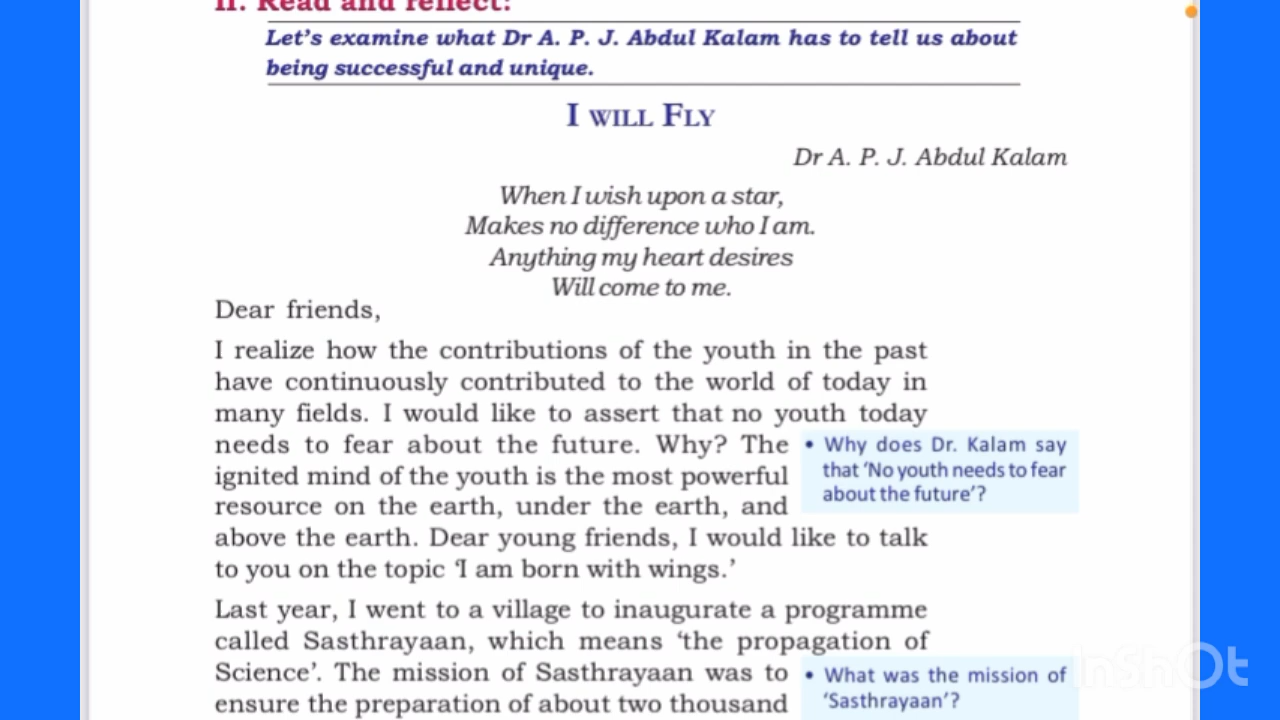 II. Read and reflect:
Let's examine what Dr A. P. J. Abdul Kalam has to tell us about
being successful and unique.
I WILL FLY
Dr A. P. J. Abdul Kalam
When I wish upon a star,
Makes no difference who I am.
Anything my heart desires
Will come to me.
Dear friends,
I realize how the contributions of the youth in the past
have continuously contributed to the world of today in
many fields. I would like to assert that no youth today
needs to fear about the future. Why? The
ignited mind of the youth is the most powerful
resource on the earth, under the earth, and
above the earth. Dear young friends, I would like to talk
to you on the topic 'I am born with wings.'
• Why does Dr. Kalam say
that 'No youth needs to fear
about the future'?
Last year, I went to a village to inaugurate a programme
called Sasthrayaan, which means 'the propagation of
Science'. The mission of Sasthrayaan was to
ensure the preparation of about two thousand
• What was the mission of
'Sasthrayaan'?
InShOt